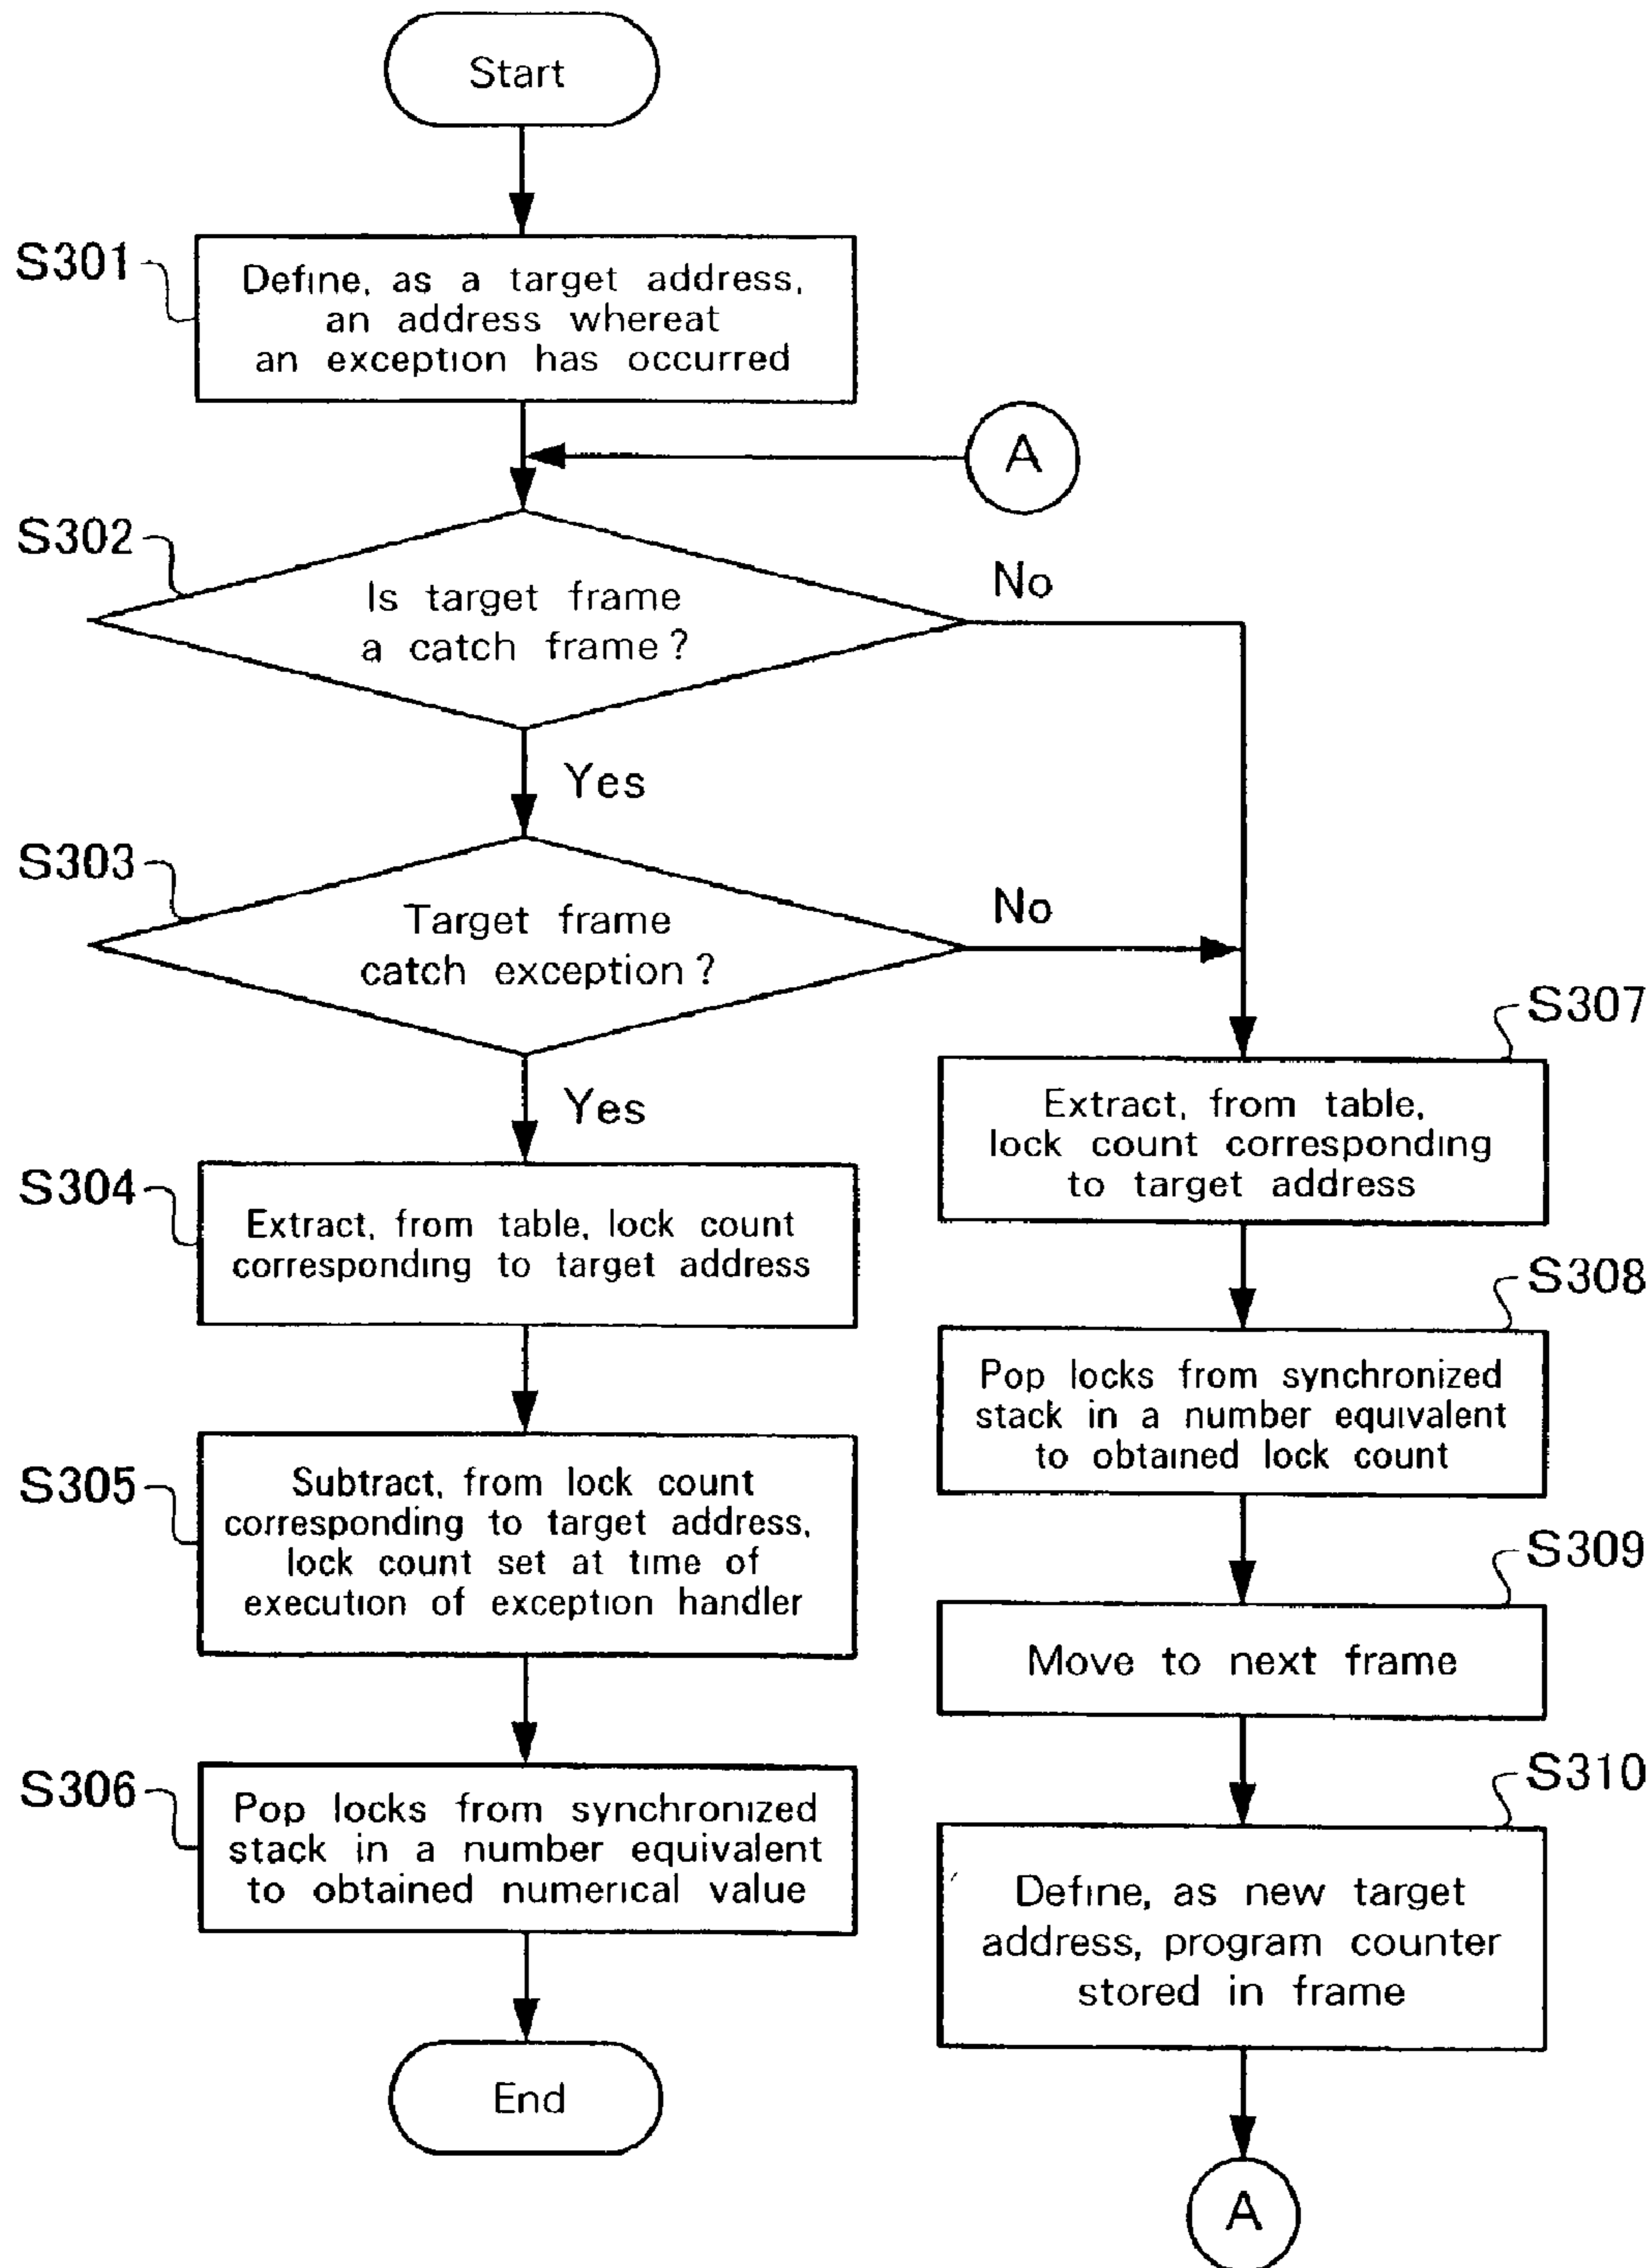 Start
S301
Define, as a target address,
an address whereat
an exception has occurred
A
S302
Is target frame
a catch frame?
No
Yes
S303
Target frame
catch exception?
No
Yes
S304
Extract, from table, lock count
corresponding to target address
S305
Subtract, from lock count
corresponding to target address,
lock count set at time of
execution of exception handler
S306
Pop locks from synchronized
stack in a number equivalent
to obtained numerical value
End
S307
Extract, from table,
lock count corresponding
to target address
S308
Pop locks from synchronized
stack in a number equivalent
to obtained lock count
S309
Move to next frame
S310
Define, as new target
address, program counter
stored in frame
A